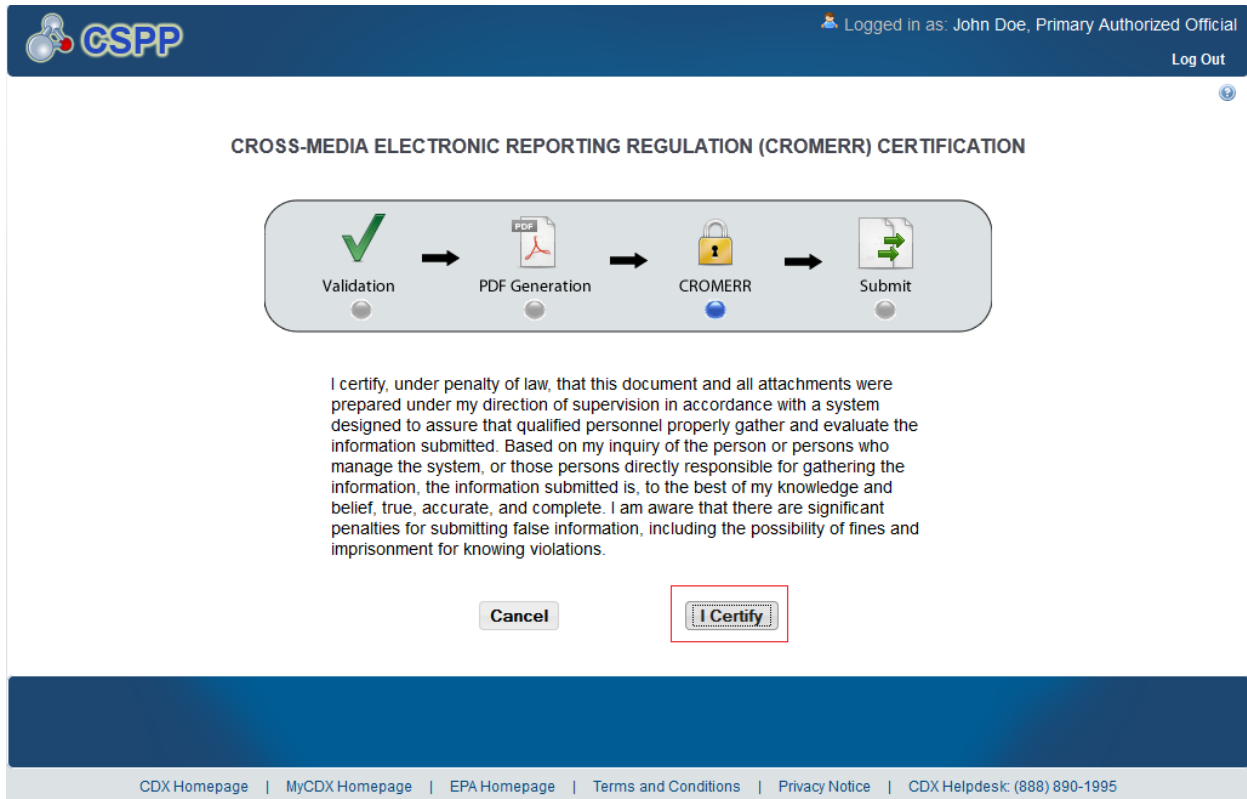 CSPP
Logged in as: John Doe, Primary Authorized Official
Log Out
?
CROSS-MEDIA ELECTRONIC REPORTING REGULATION (CROMERR) CERTIFICATION
PDF
Validation
PDF Generation
CROMERR
Submit
I certify, under penalty of law, that this document and all attachments were
prepared under my direction of supervision in accordance with a system
designed to assure that qualified personnel properly gather and evaluate the
information submitted. Based on my inquiry of the person or persons who
manage the system, or those persons directly responsible for gathering the
information, the information submitted is, to the best of my knowledge and
belief, true, accurate, and complete. I am aware that there are significant
penalties for submitting false information, including the possibility of fines and
imprisonment for knowing violations.
Cancel
I Certify
CDX Homepage | MyCDX Homepage | EPA Homepage | Terms and Conditions | Privacy Notice | CDX Helpdesk: (888) 890-1995